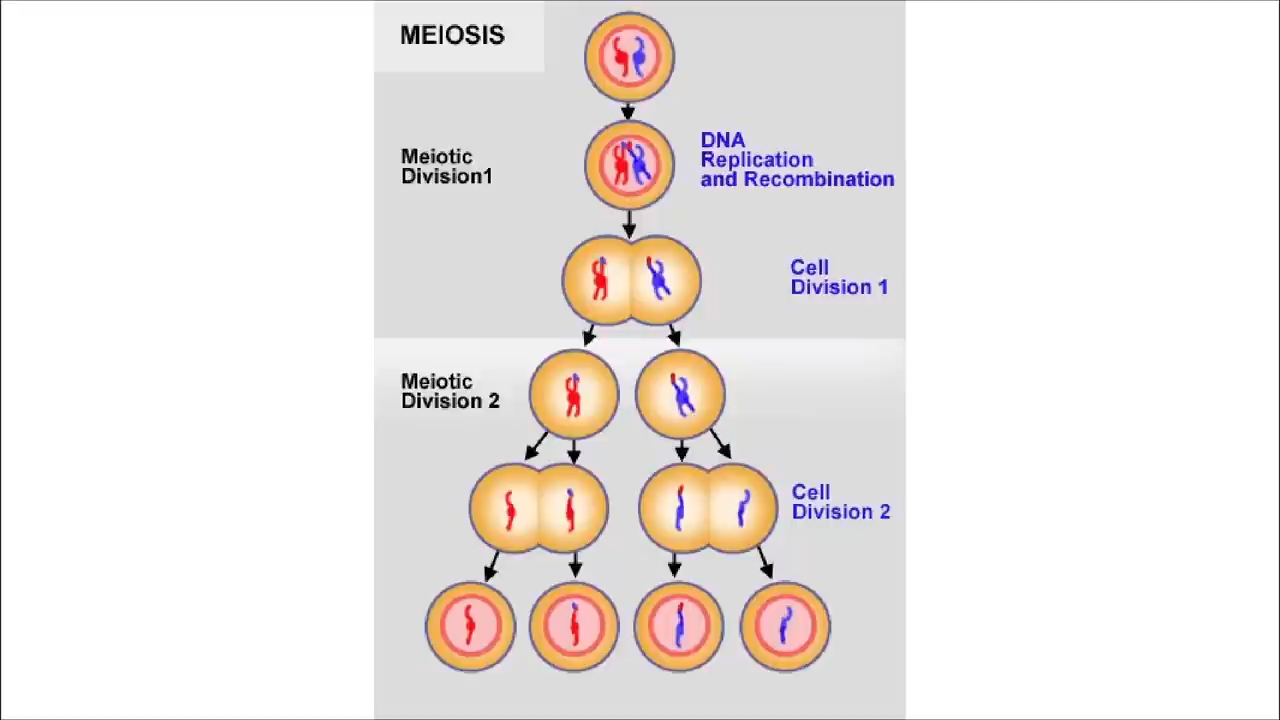 MEIOSIS
Meiotic
Division1
DNA
Replication
and Recombination
Cell
Division 1
Meiotic
Division 2
Cell
Division 2